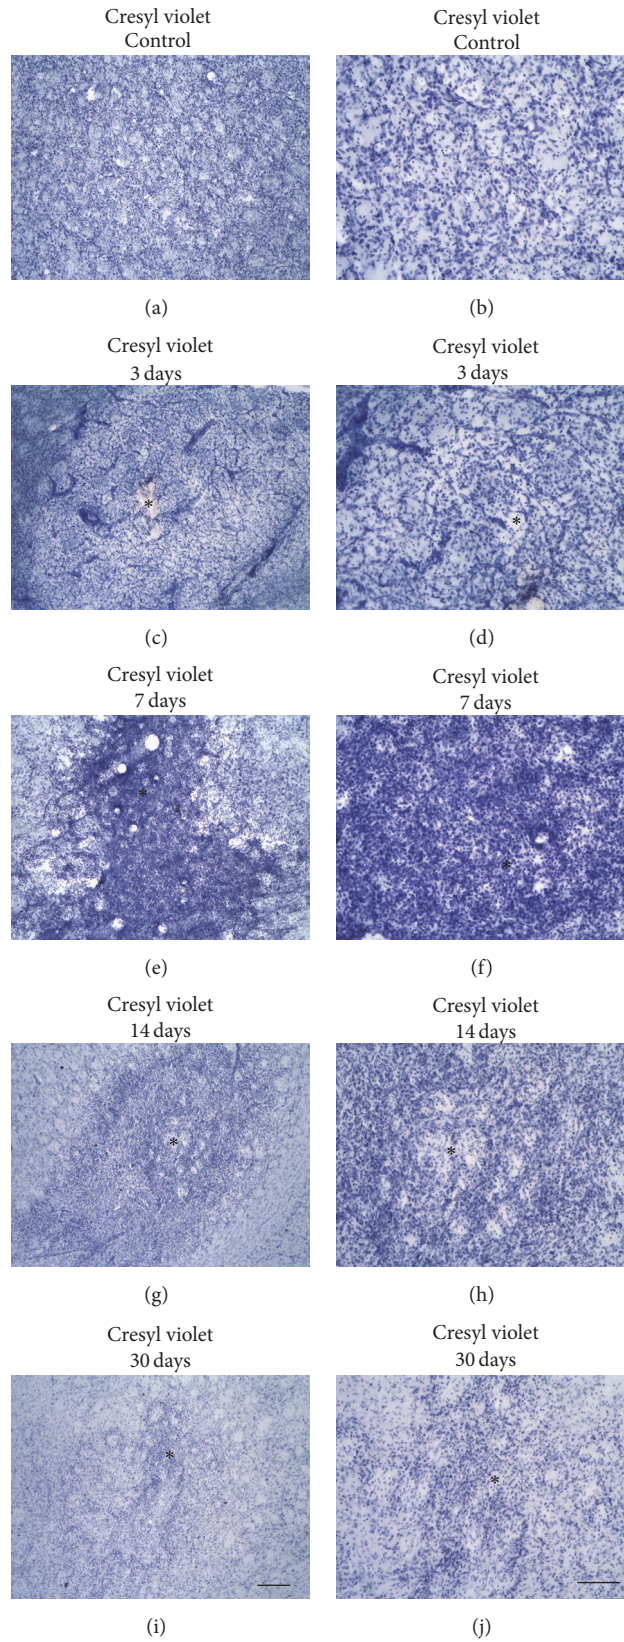 Cresyl violet
Control
Cresyl violet
Control
(a)
(b)
Cresyl violet
3 days
Cresyl violet
3 days
*
*
(c)
(d)
Cresyl violet
7 days
Cresyl violet
7 days
*
*
(e)
(f)
Cresyl violet
14 days
Cresyl violet
14 days
*
*
(g)
(h)
Cresyl violet
30 days
Cresyl violet
30 days
*
*
(i)
(j)